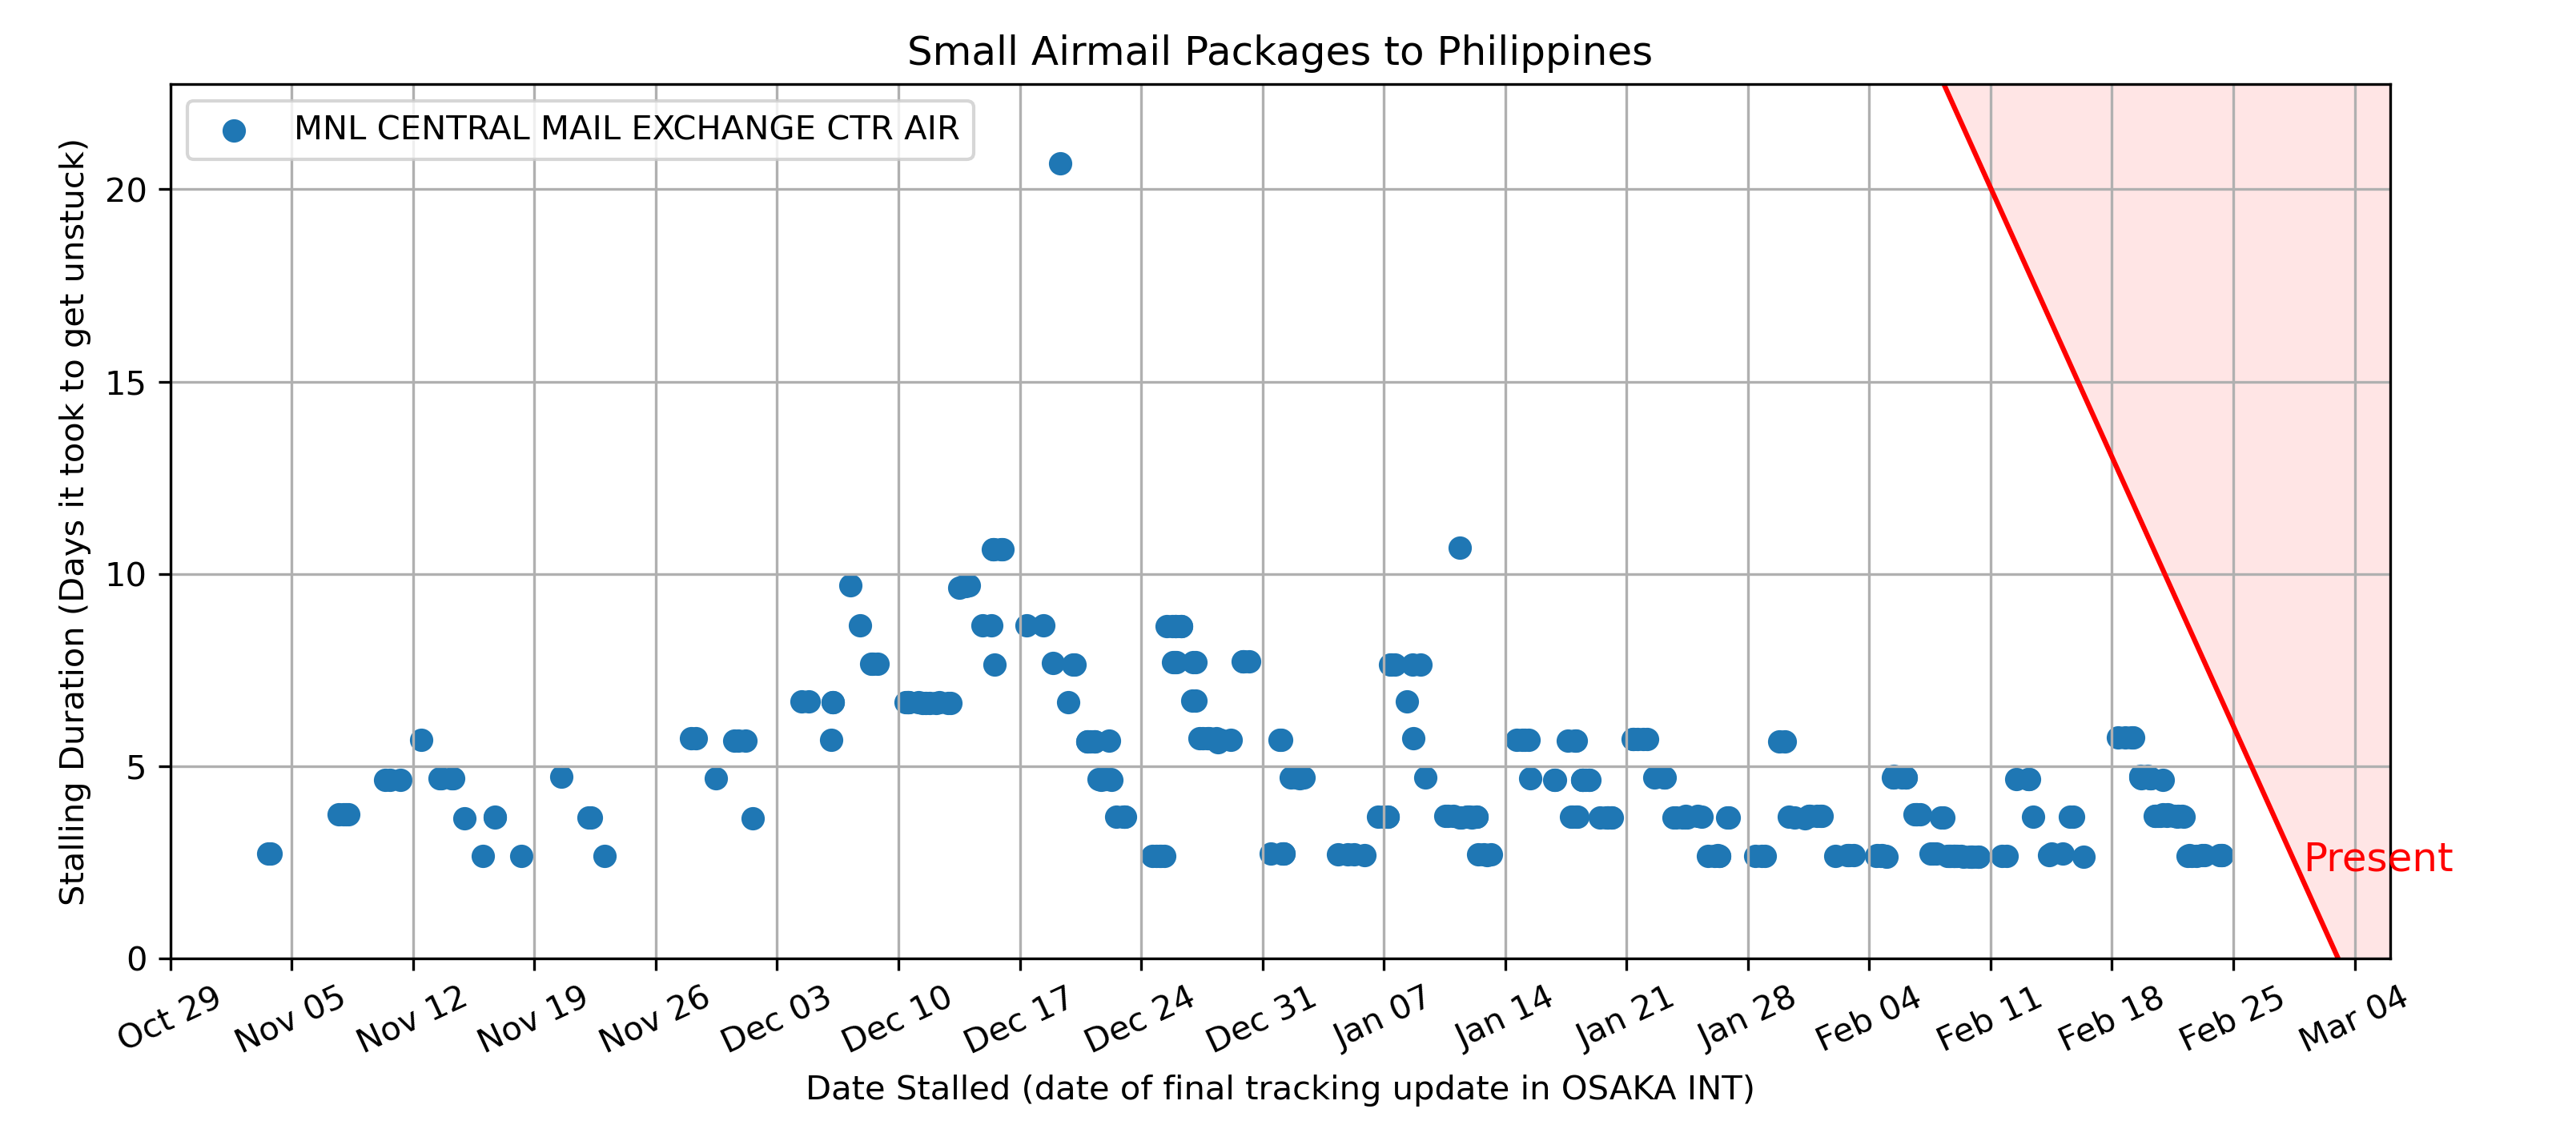 Small Airmail Packages to Philippines
MNL CENTRAL MAIL EXCHANGE CTR AIR
Stalling Duration (Days it took to get unstuck)
20
15
10
5
0
Present
Oct 29
Nov 05
Nov 12
Nov 19
Nov 26
Dec 03
Dec 10
Dec 17
Dec 24
Dec 31
Jan 07
Jan 14
Jan 21
Jan 28
Feb 04
Feb 11
Feb 18
Feb 25
Mar 04
Date Stalled (date of final tracking update in OSAKA INT)